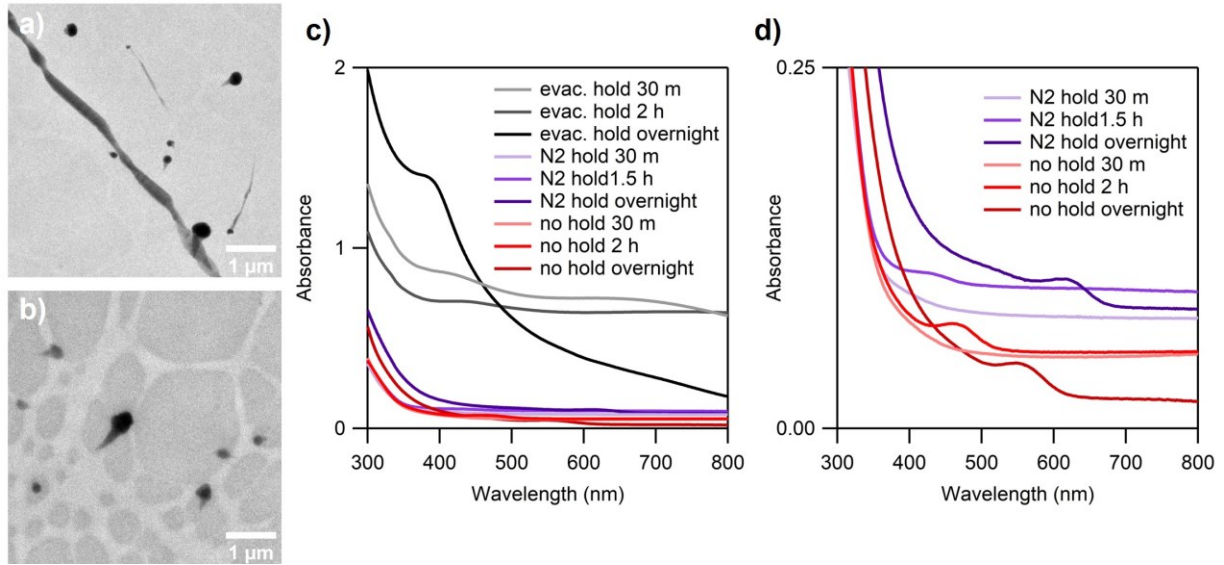 a)
1 µm
b)
1 µm
c)
2
1
0
Absorbance
300
400
500
600
700
800
Wavelength (nm)
evac. hold 30 m
evac. hold 2 h
evac. hold overnight
N2 hold 30 m
N2 hold1.5 h
N2 hold overnight
no hold 30 m
no hold 2 h
no hold overnight
d)
0.25
0.00
Absorbance
300
400
500
600
700
800
Wavelength (nm)
N2 hold 30 m
N2 hold1.5 h
N2 hold overnight
no hold 30 m
no hold 2 h
no hold overnight